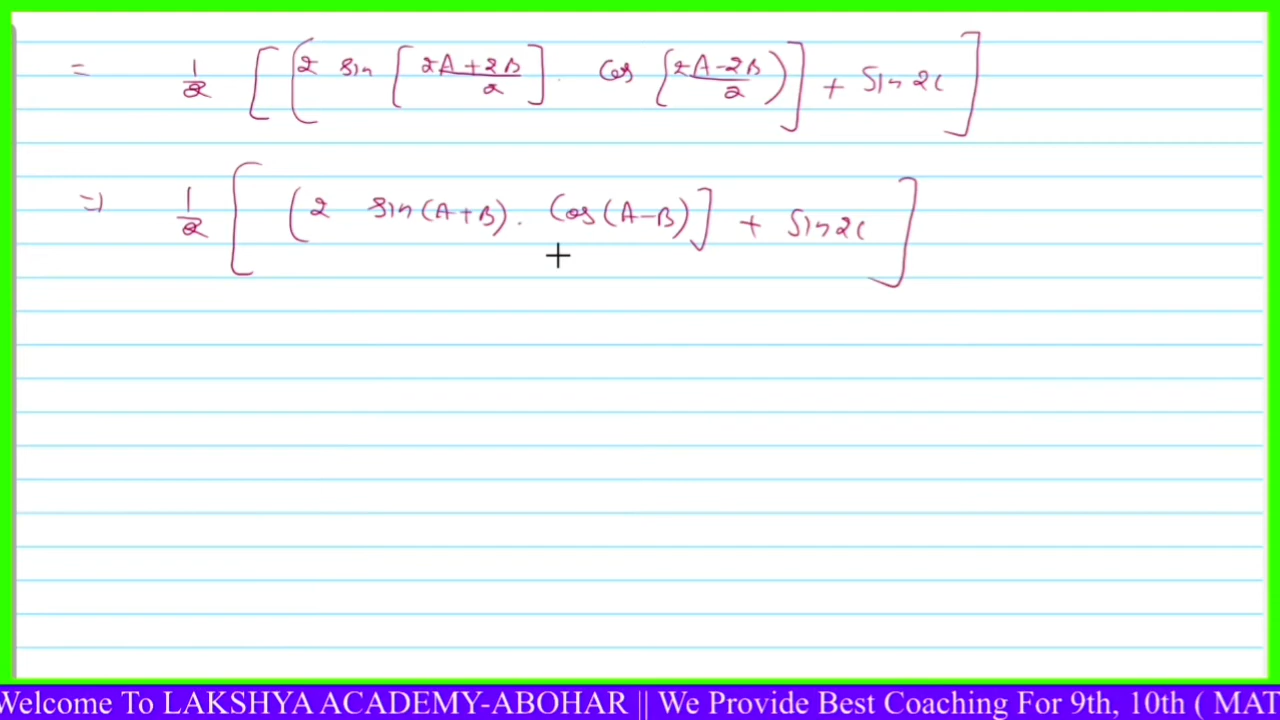 = 1/2 [ [ 2 sin [ 2A+2B/2 ] . Cos ( 2A-2B/2 ) ] + Sin 2C ]
=) 1/2 [ ( 2 sin(A+B) . Cos(A-B) ] + Sin 2C ]
Welcome To LAKSHYA ACADEMY-ABOHAR || We Provide Best Coaching For 9th, 10th ( MAT